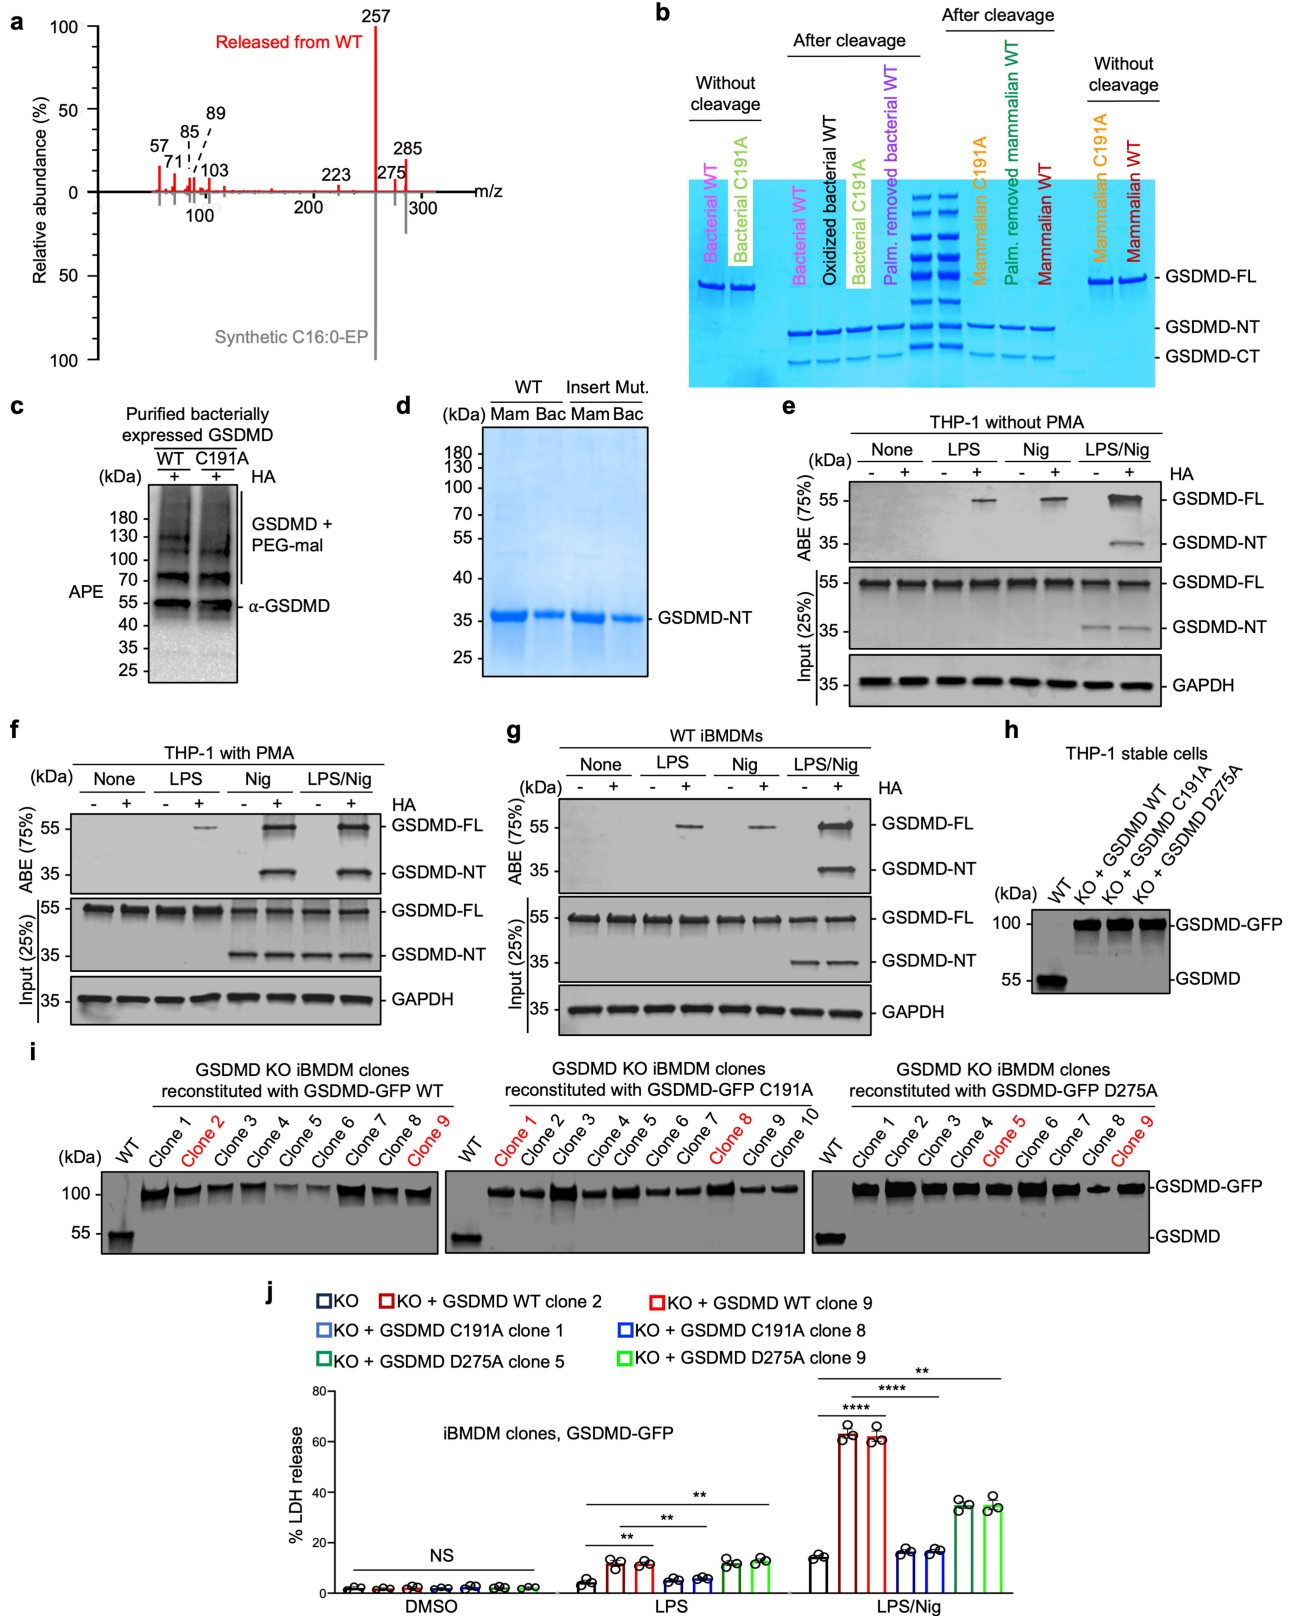 a
Relative abundance (%)
100
50
0
50
100
257
Released from WT
57
71
85
89
103
223
275
285
100
200
300
m/z
Synthetic C16:0-EP
b
After cleavage
After cleavage
Without
cleavage
Without
cleavage
Bacterial WT
Bacterial C191A
Bacterial WT
Oxidized bacterial WT
Bacterial C191A
Palm. removed bacterial WT
Mammalian C191A
Palm. removed mammalian WT
Mammalian WT
Mammalian C191A
Mammalian WT
GSDMD-FL
GSDMD-NT
GSDMD-CT
c
Purified bacterially
expressed GSDMD
WT C191A
(kDa) + + HA
180
130
100
70
55
40
35
25
APE
GSDMD +
PEG-mal
α-GSDMD
d
WT Insert Mut.
(kDa) Mam Bac Mam Bac
180
130
100
70
55
40
35
25
GSDMD-NT
e
THP-1 without PMA
None LPS Nig LPS/Nig
(kDa)
- + - + - + - + HA
ABE (75%)
55 GSDMD-FL
35 GSDMD-NT
Input (25%)
55 GSDMD-FL
35 GSDMD-NT
35 GAPDH
f
THP-1 with PMA
(kDa) None LPS Nig LPS/Nig
- + - + - + - + HA
ABE (75%)
55 GSDMD-FL
35 GSDMD-NT
Input (25%)
55 GSDMD-FL
35 GSDMD-NT
35 GAPDH
g
WT iBMDMs
None LPS Nig LPS/Nig
(kDa) - + - + - + - + HA
ABE (75%)
55 GSDMD-FL
35 GSDMD-NT
Input (25%)
55 GSDMD-FL
35 GSDMD-NT
35 GAPDH
h
THP-1 stable cells
WT
KO + GSDMD WT
KO + GSDMD C191A
KO + GSDMD D275A
(kDa)
100 GSDMD-GFP
55 GSDMD
i
GSDMD KO iBMDM clones
reconstituted with GSDMD-GFP WT
WT
Clone 1
Clone 2
Clone 3
Clone 4
Clone 5
Clone 6
Clone 7
Clone 8
Clone 9
GSDMD KO iBMDM clones
reconstituted with GSDMD-GFP C191A
WT
Clone 1
Clone 2
Clone 3
Clone 4
Clone 5
Clone 6
Clone 7
Clone 8
Clone 9
Clone 10
GSDMD KO iBMDM clones
reconstituted with GSDMD-GFP D275A
WT
Clone 1
Clone 2
Clone 3
Clone 4
Clone 5
Clone 6
Clone 7
Clone 8
Clone 9
(kDa)
100
55
GSDMD-GFP
GSDMD
j
KO KO + GSDMD WT clone 2 KO + GSDMD WT clone 9
KO + GSDMD C191A clone 1 KO + GSDMD C191A clone 8
KO + GSDMD D275A clone 5 KO + GSDMD D275A clone 9
% LDH release
80
60
40
20
0
iBMDM clones, GSDMD-GFP
NS
**
**
**
**
****
****
DMSO LPS LPS/Nig